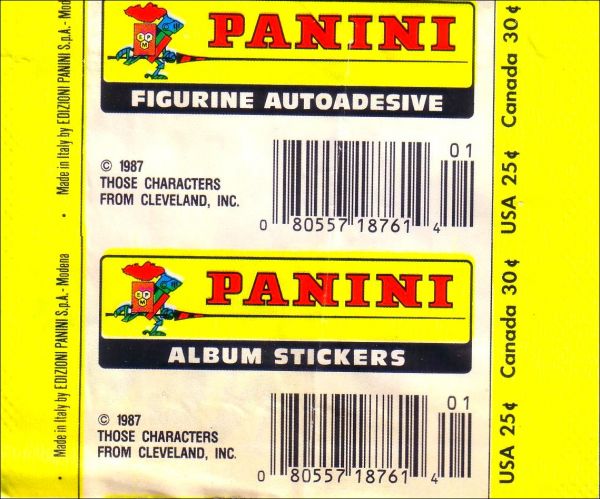 PANINI
FIGURINE AUTOADESIVE
© 1987
THOSE CHARACTERS
FROM CLEVELAND, INC.
01
0 80557 18761 4
Made in Italy by EDIZIONI PANINI S.p.A. - Mod
USA 25¢ Canada 30¢
PANINI
ALBUM STICKERS
© 1987
THOSE CHARACTERS
FROM CLEVELAND, INC.
01
0 80557 18761 4
Made in Italy by EDIZIONI PANINI S.p.A. - Modena
USA 25¢ Canada 30¢